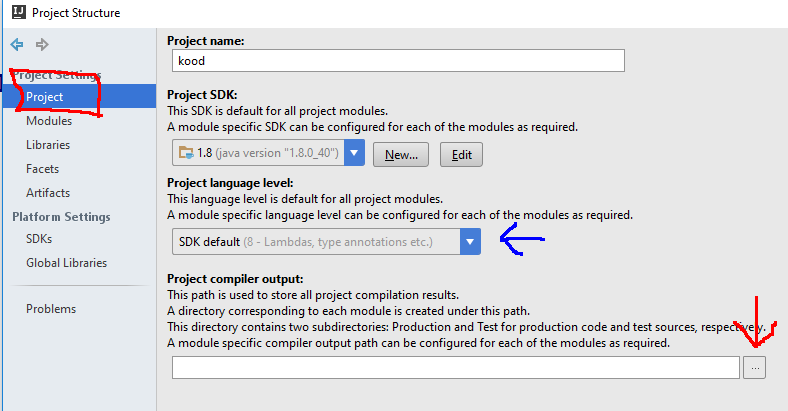 Project Structure
Project Settings
Project
Modules
Libraries
Facets
Artifacts
Platform Settings
SDKs
Global Libraries
Problems
Project name:
kood
Project SDK:
This SDK is default for all project modules.
A module specific SDK can be configured for each of the modules as required.
1.8 (java version "1.8.0_40")
New...
Edit
Project language level:
This language level is default for all project modules.
A module specific language level can be configured for each of the modules as required.
SDK default (8 - Lambdas, type annotations etc.)
Project compiler output:
This path is used to store all project compilation results.
A directory corresponding to each module is created under this path.
This directory contains two subdirectories: Production and Test for production code and test sources, respectively.
A module specific compiler output path can be configured for each of the modules as required.
...